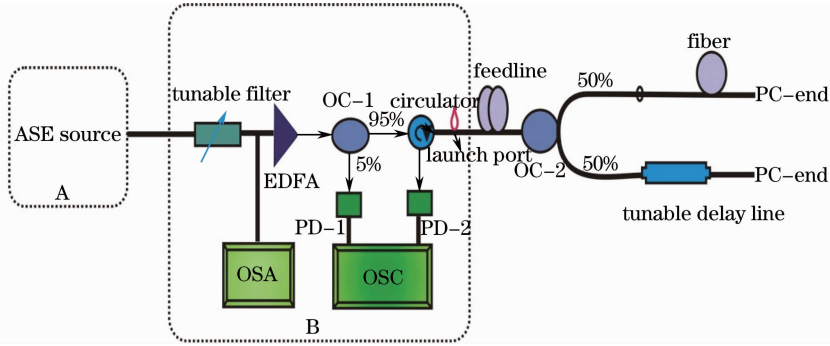 fiber
feedline
50%
PC-end
tunable filter
OC-1
circulator
95%
ASE source
launch port
OC-2
5%
50%
PC-end
EDFA
A
tunable delay line
PD-1
PD-2
OSA
OSC
B